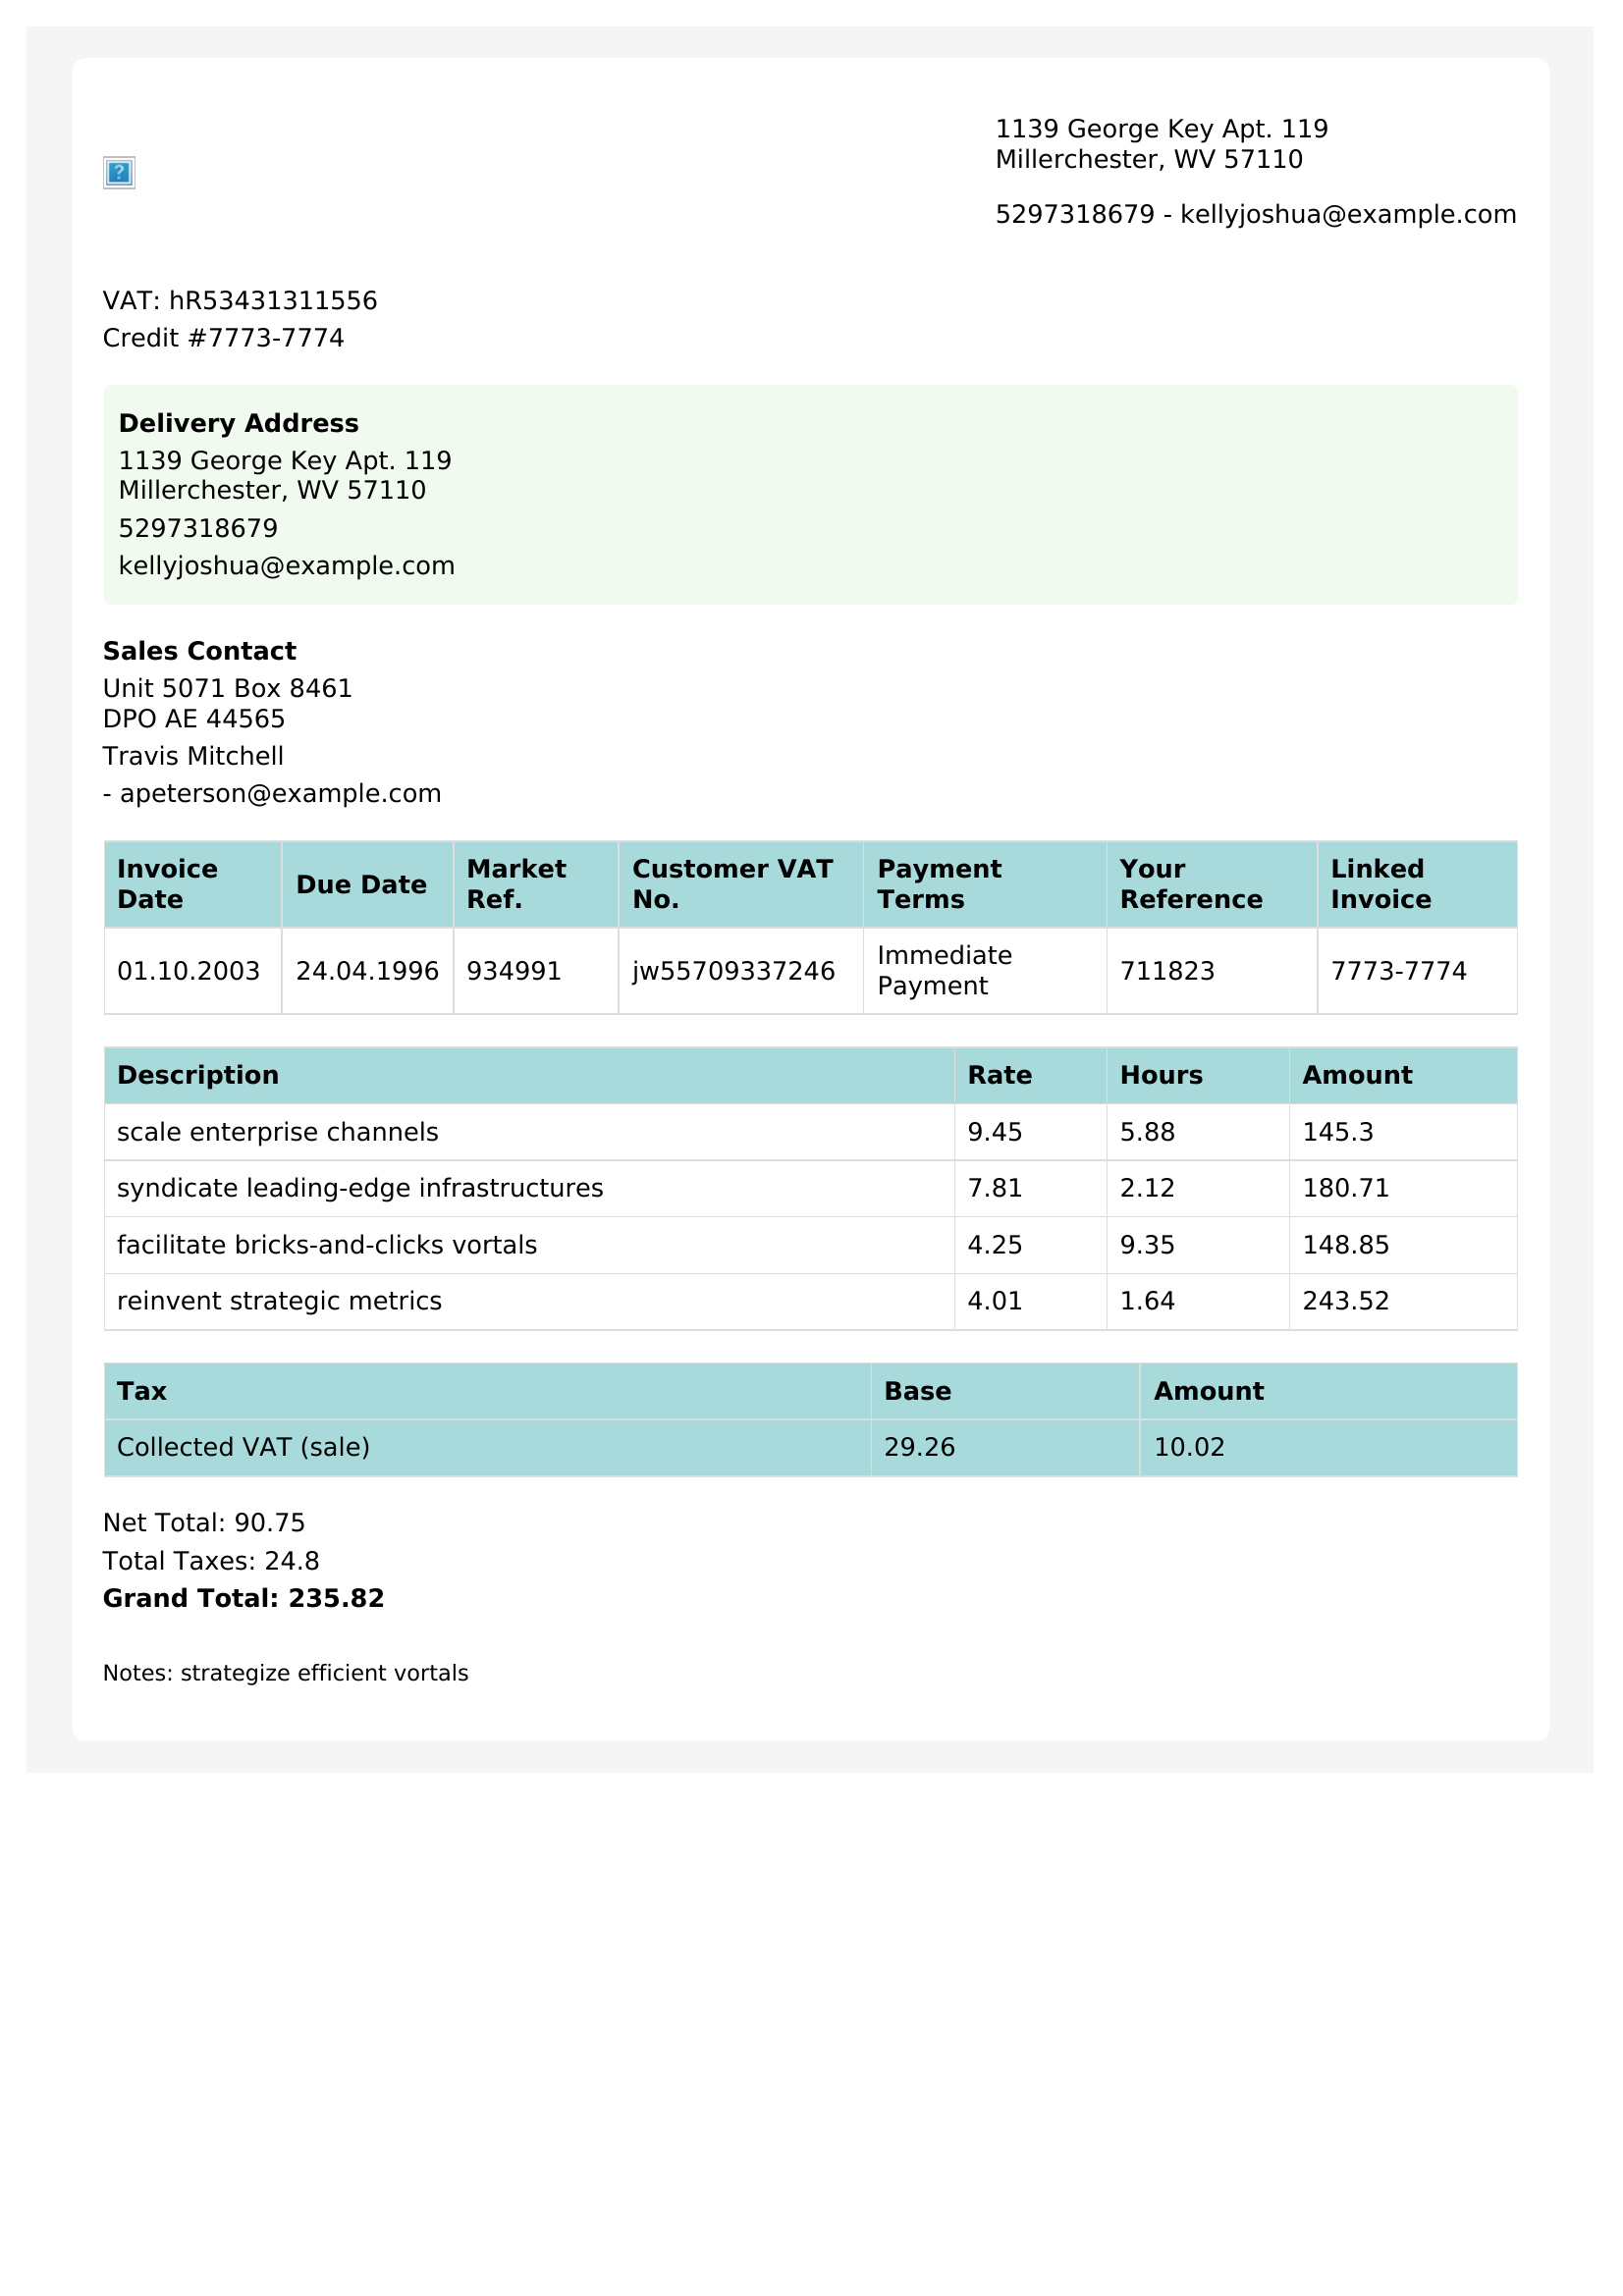 1139 George Key Apt. 119
Millerchester, WV 57110
5297318679 - kellyjoshua@example.com
VAT: hR53431311556
Credit #7773-7774
Delivery Address
1139 George Key Apt. 119
Millerchester, WV 57110
5297318679
kellyjoshua@example.com
Sales Contact
Unit 5071 Box 8461
DPO AE 44565
Travis Mitchell
- apeterson@example.com
Invoice Date Due Date Market Ref. Customer VAT No. Payment Terms Your Reference Linked Invoice
01.10.2003 24.04.1996 934991 jw55709337246 Immediate Payment 711823 7773-7774
Description Rate Hours Amount
scale enterprise channels 9.45 5.88 145.3
syndicate leading-edge infrastructures 7.81 2.12 180.71
facilitate bricks-and-clicks vortals 4.25 9.35 148.85
reinvent strategic metrics 4.01 1.64 243.52
Tax Base Amount
Collected VAT (sale) 29.26 10.02
Net Total: 90.75
Total Taxes: 24.8
Grand Total: 235.82
Notes: strategize efficient vortals